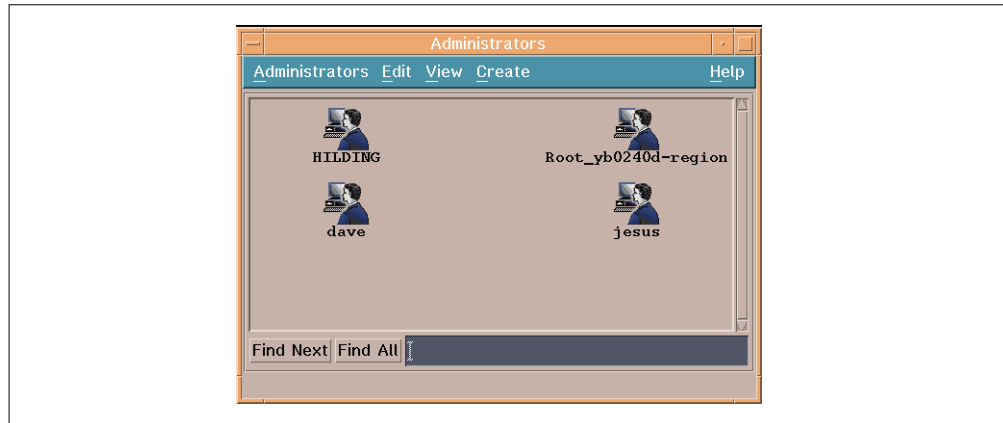 Administrators
Administrators Edit View Create Help
HILDING Root_yb0240d-region
dave jesus
Find Next Find All